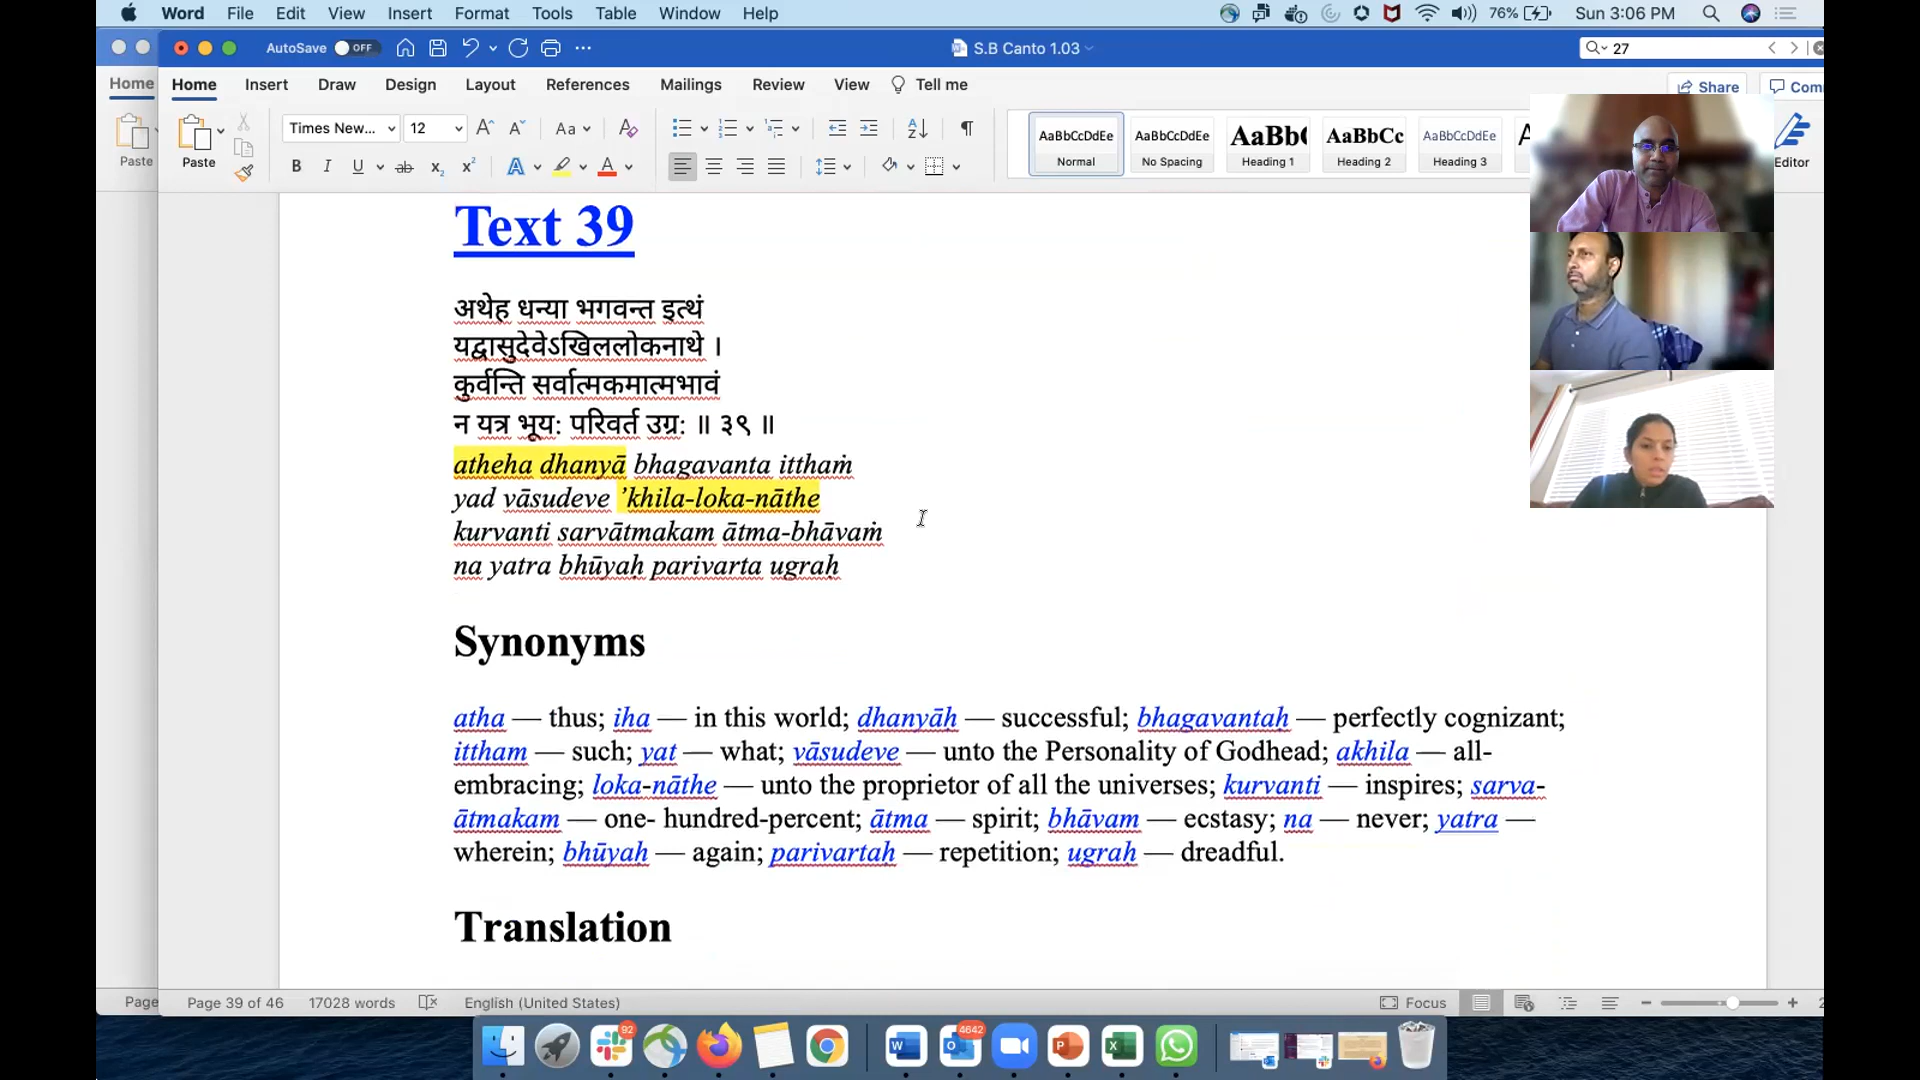 Word File Edit View Insert Format Tools Table Window Help 76% Sun 3:06 PM
AutoSave OFF S.B Canto 1.03 27
Home Home Insert Draw Design Layout References Mailings Review View Tell me Share Com
Paste Paste Times New... 12 Aa AaBbCcDdEe Normal AaBbCcDdEe No Spacing AaBb( Heading 1 AaBbCc Heading 2 AaBbCcDdEe Heading 3 Editor
Text 39
अथेह धन्या भगवन्त इत्थं
यद्वासुदेवेऽखिललोकनाथे ।
कुर्वन्ति सर्वात्मकमात्मभावं
न यत्र भूय: परिवर्त उग्र: ॥ ३९ ॥
atheha dhanyā bhagavanta itthaṁ
yad vāsudeve ’khila-loka-nāthe
kurvanti sarvātmakam ātma-bhāvaṁ
na yatra bhūyaḥ parivarta ugraḥ
Synonyms
atha — thus; iha — in this world; dhanyāḥ — successful; bhagavantaḥ — perfectly cognizant;
ittham — such; yat — what; vāsudeve — unto the Personality of Godhead; akhila — all-
embracing; loka-nāthe — unto the proprietor of all the universes; kurvanti — inspires; sarva-
ātmakam — one- hundred-percent; ātma — spirit; bhāvam — ecstasy; na — never; yatra —
wherein; bhūyaḥ — again; parivartaḥ — repetition; ugraḥ — dreadful.
Translation
Page Page 39 of 46 17028 words English (United States) Focus
92 4642